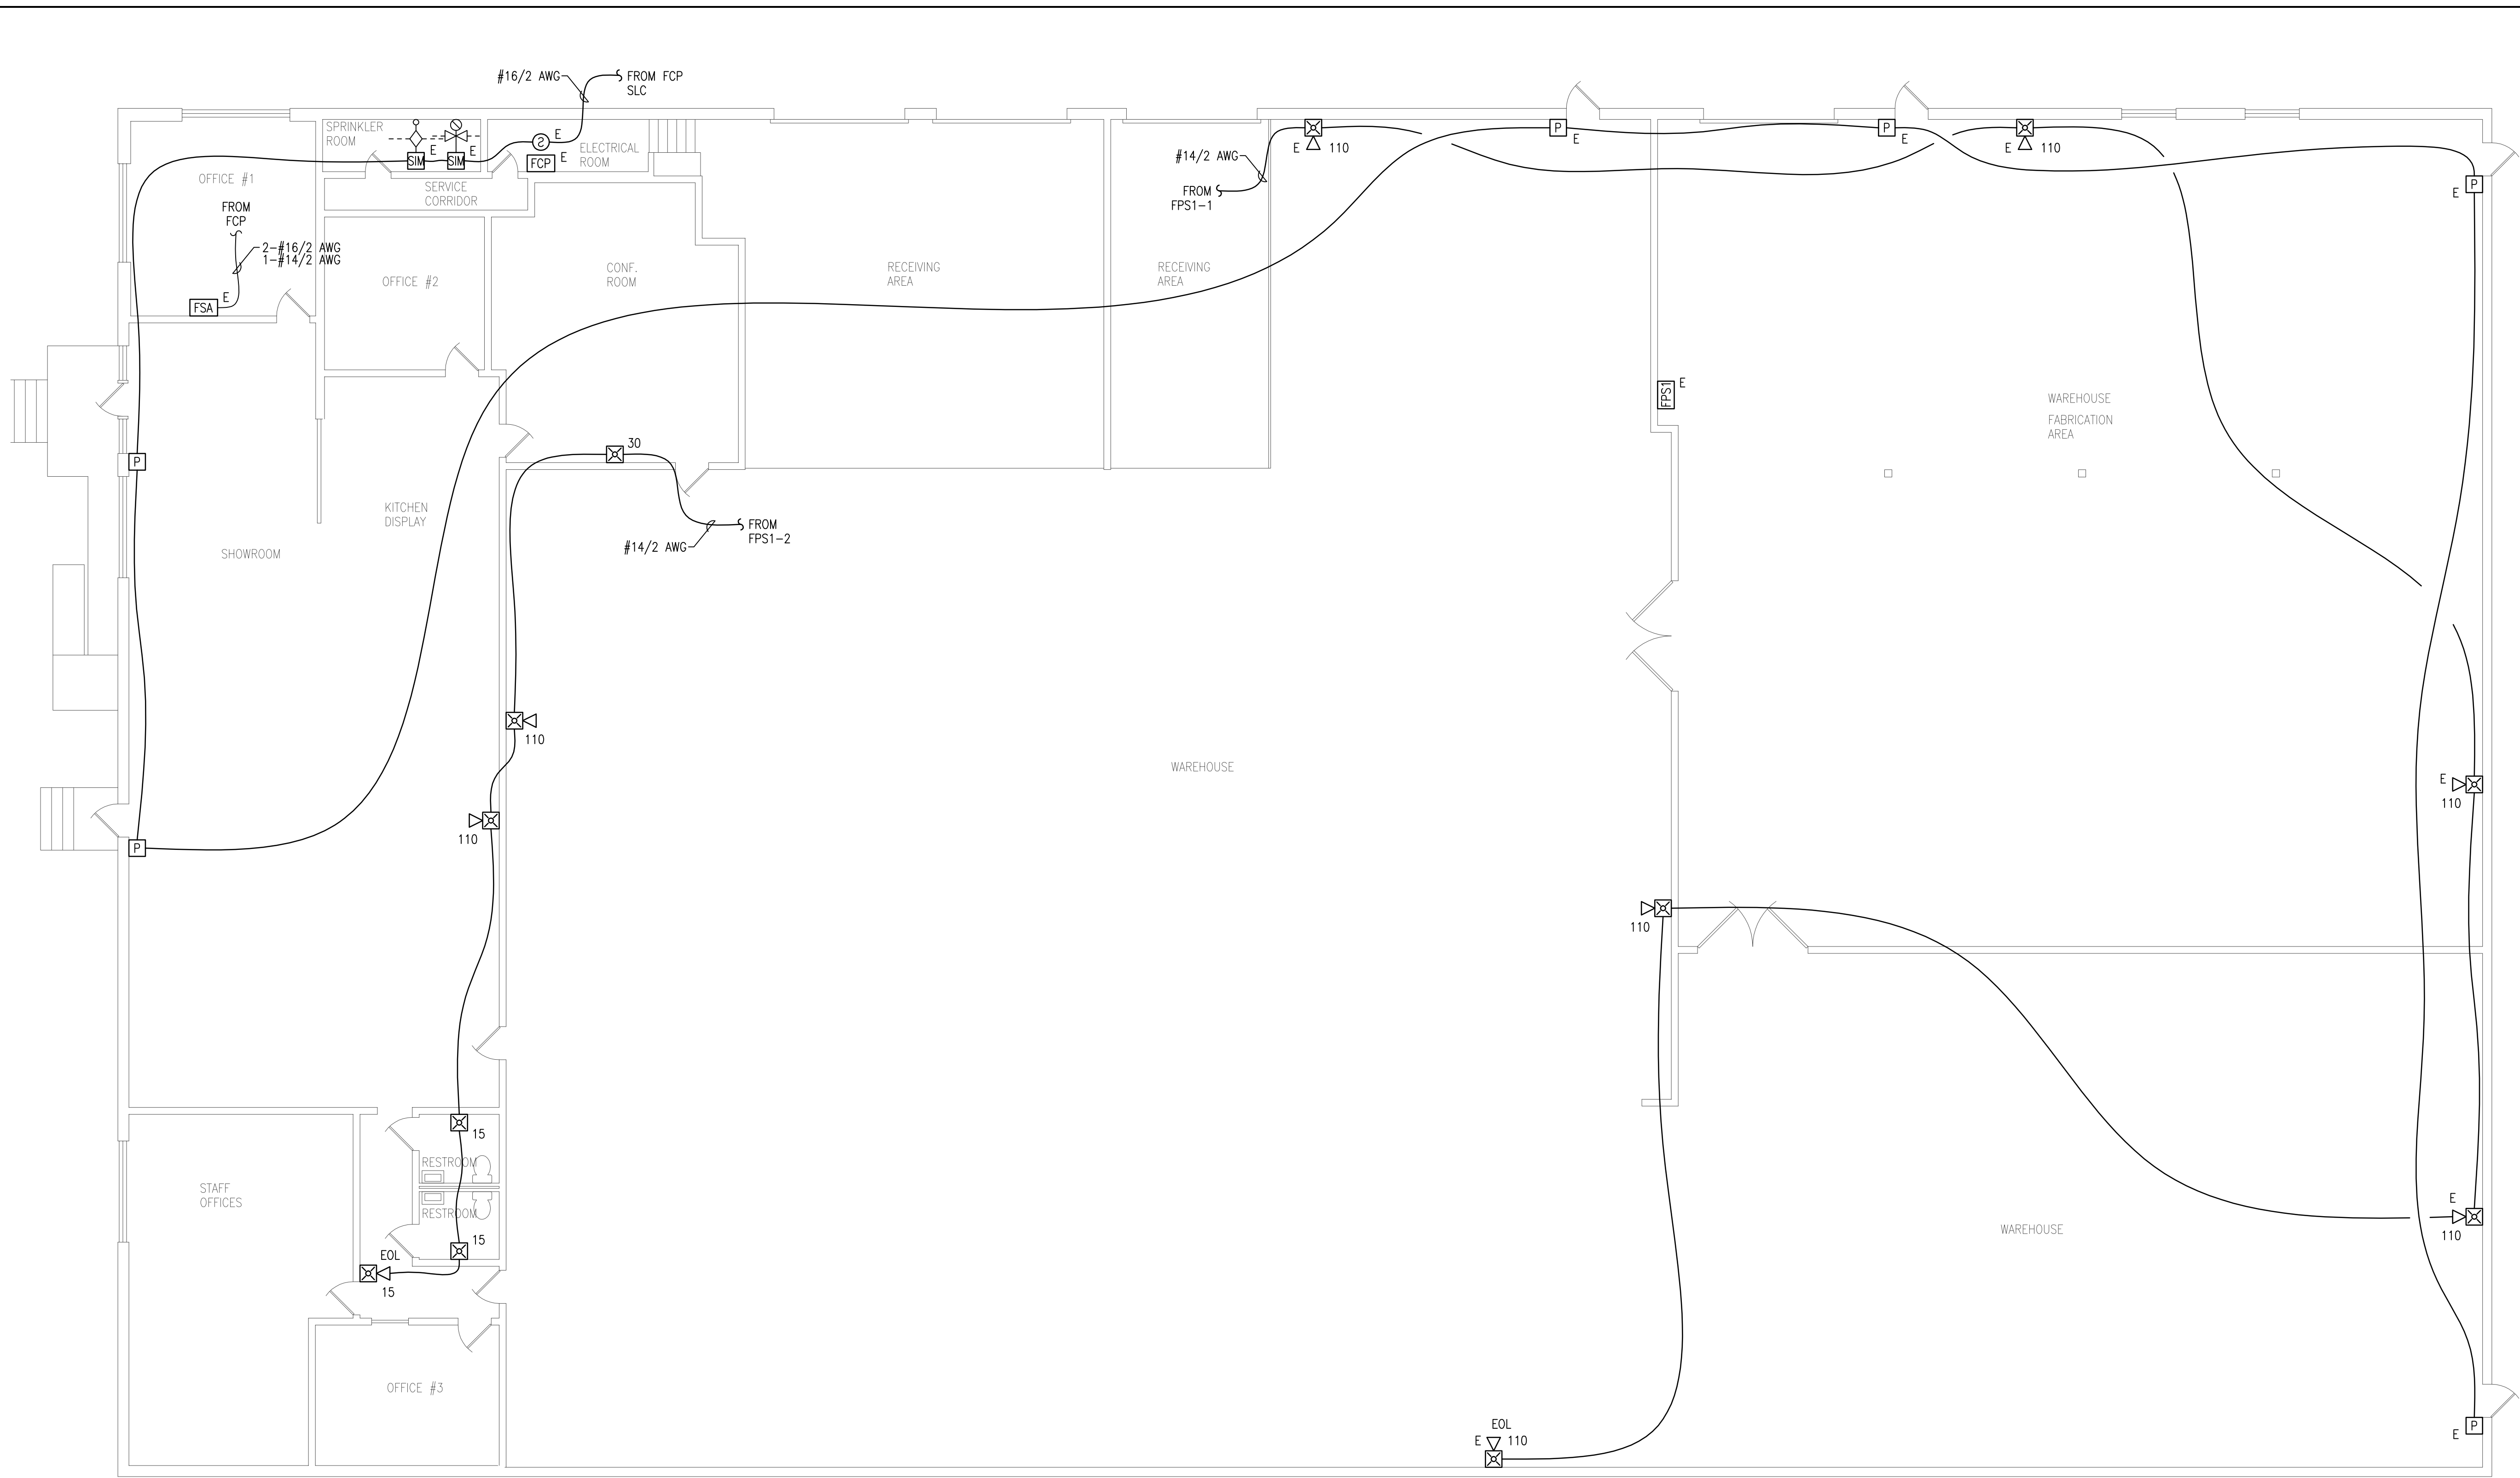 #16/2 AWG
FROM FCP
SLC
SPRINKLER
ROOM
E
E
SIM
SIM
E
S
FCP
E
ELECTRICAL
ROOM
#14/2 AWG
FROM
FPS1-1
E
110
P
E
P
E
E
110
P
E
OFFICE #1
SERVICE
CORRIDOR
FROM
FCP
2-#16/2 AWG
1-#14/2 AWG
FSA
E
OFFICE #2
CONF.
ROOM
RECEIVING
AREA
RECEIVING
AREA
FPS1
E
WAREHOUSE
FABRICATION
AREA
30
P
KITCHEN
DISPLAY
FROM
FPS1-2
#14/2 AWG
SHOWROOM
110
WAREHOUSE
E
110
110
P
110
15
RESTROOM
STAFF
OFFICES
RESTROOM
15
EOL
15
E
110
WAREHOUSE
OFFICE #3
EOL
E
110
P
E